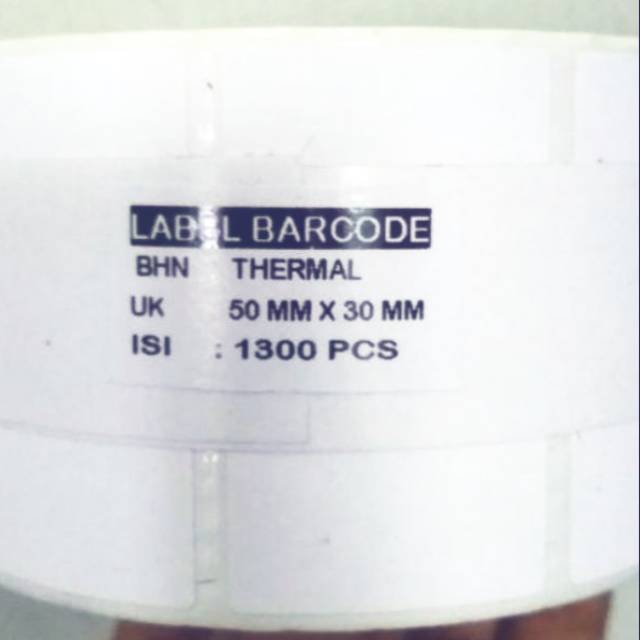 LABEL BARCODE
BHN THERMAL
UK 50 MM X 30 MM
ISI : 1300 PCS